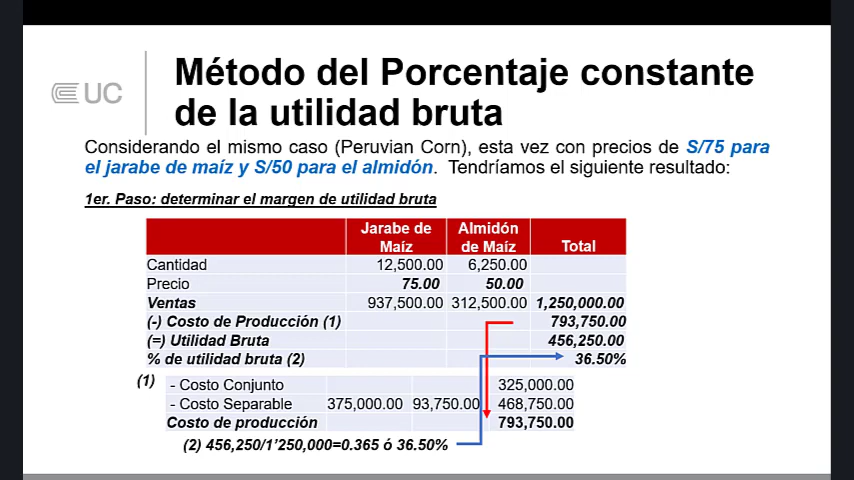 UC
Método del Porcentaje constante
de la utilidad bruta
Considerando el mismo caso (Peruvian Corn), esta vez con precios de S/75 para
el jarabe de maíz y S/50 para el almidón. Tendríamos el siguiente resultado:
1er. Paso: determinar el margen de utilidad bruta
Jarabe de Maíz Almidón de Maíz Total
Cantidad 12,500.00 6,250.00
Precio 75.00 50.00
Ventas 937,500.00 312,500.00 1,250,000.00
(-) Costo de Producción (1) 793,750.00
(=) Utilidad Bruta 456,250.00
% de utilidad bruta (2) 36.50%
(1) - Costo Conjunto 325,000.00
- Costo Separable 375,000.00 93,750.00 468,750.00
Costo de producción 793,750.00
(2) 456,250/1'250,000=0.365 ó 36.50%